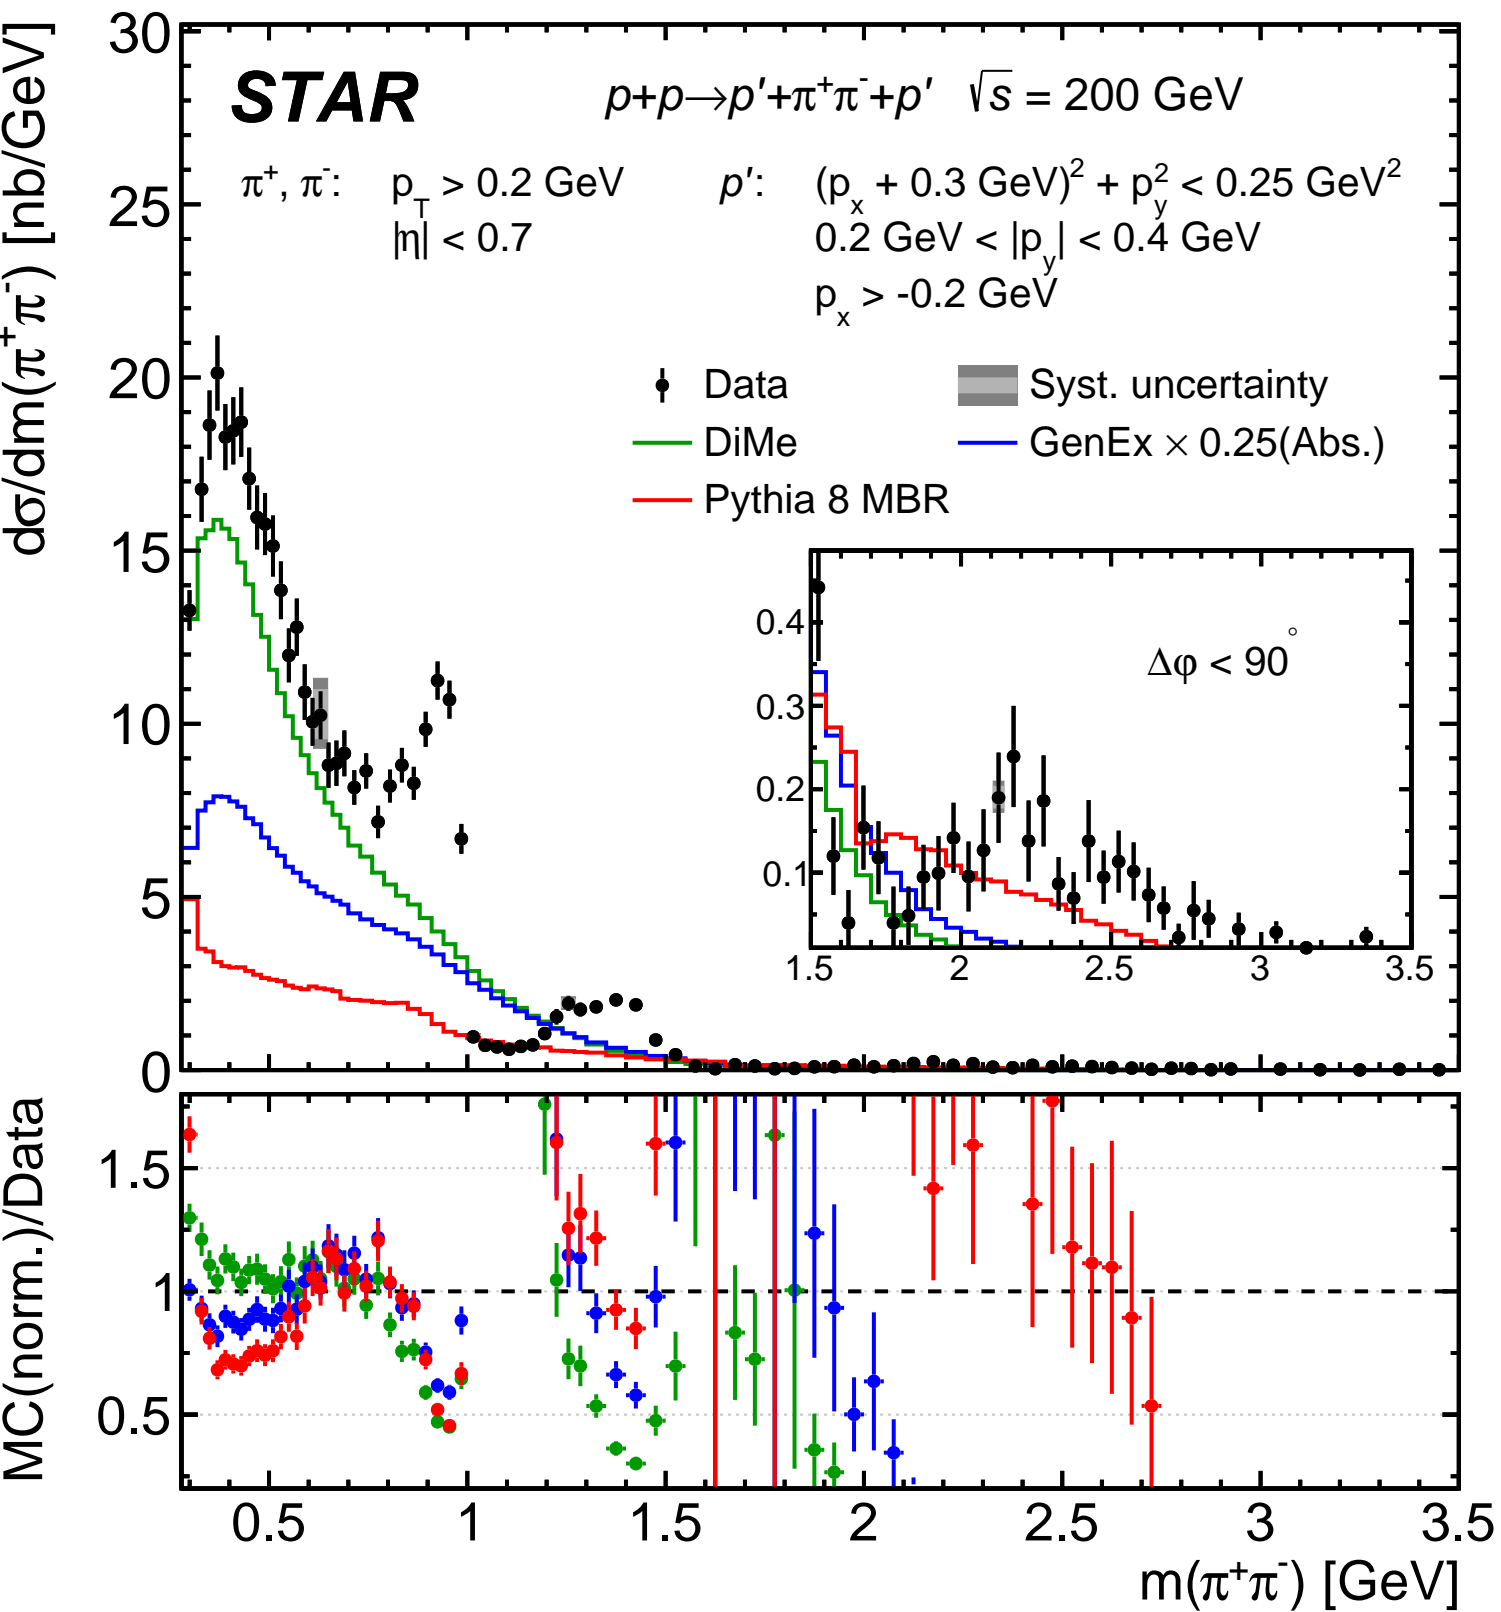 STAR p+p→p′+π⁺π⁻+p′ √s = 200 GeV
π⁺, π⁻: p_T > 0.2 GeV p′: (p_x + 0.3 GeV)² + p_y² < 0.25 GeV²
|η| < 0.7 0.2 GeV < |p_y| < 0.4 GeV
p_x > -0.2 GeV
Data Syst. uncertainty
DiMe GenEx × 0.25(Abs.)
Pythia 8 MBR
dσ/dm(π⁺π⁻) [nb/GeV]
30
25
20
15
10
5
0
Δφ < 90°
0.4
0.3
0.2
0.1
1.5 2 2.5 3 3.5
MC(norm.)/Data
1.5
1
0.5
0.5 1 1.5 2 2.5 3 3.5
m(π⁺π⁻) [GeV]